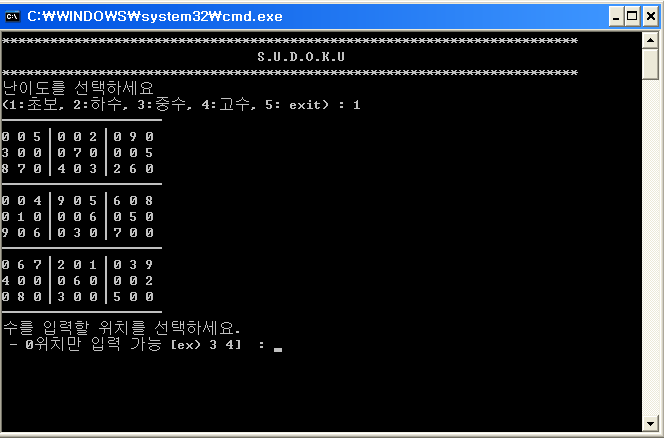 C:\WINDOWS\system32\cmd.exe
************************************************************************
S.U.D.O.K.U
************************************************************************
난이도를 선택하세요
(1:초보, 2:하수, 3:중수, 4:고수, 5: exit) : 1
0 0 5 | 0 0 2 | 0 9 0
3 0 0 | 0 7 0 | 0 0 5
8 7 0 | 4 0 3 | 2 6 0
0 0 4 | 9 0 5 | 6 0 8
0 1 0 | 0 0 6 | 0 5 0
9 0 6 | 0 3 0 | 7 0 0
0 6 7 | 2 0 1 | 0 3 9
4 0 0 | 0 6 0 | 0 0 2
0 8 0 | 3 0 0 | 5 0 0
수를 입력할 위치를 선택하세요.
- 0위치만 입력 가능 [ex) 3 4] : _